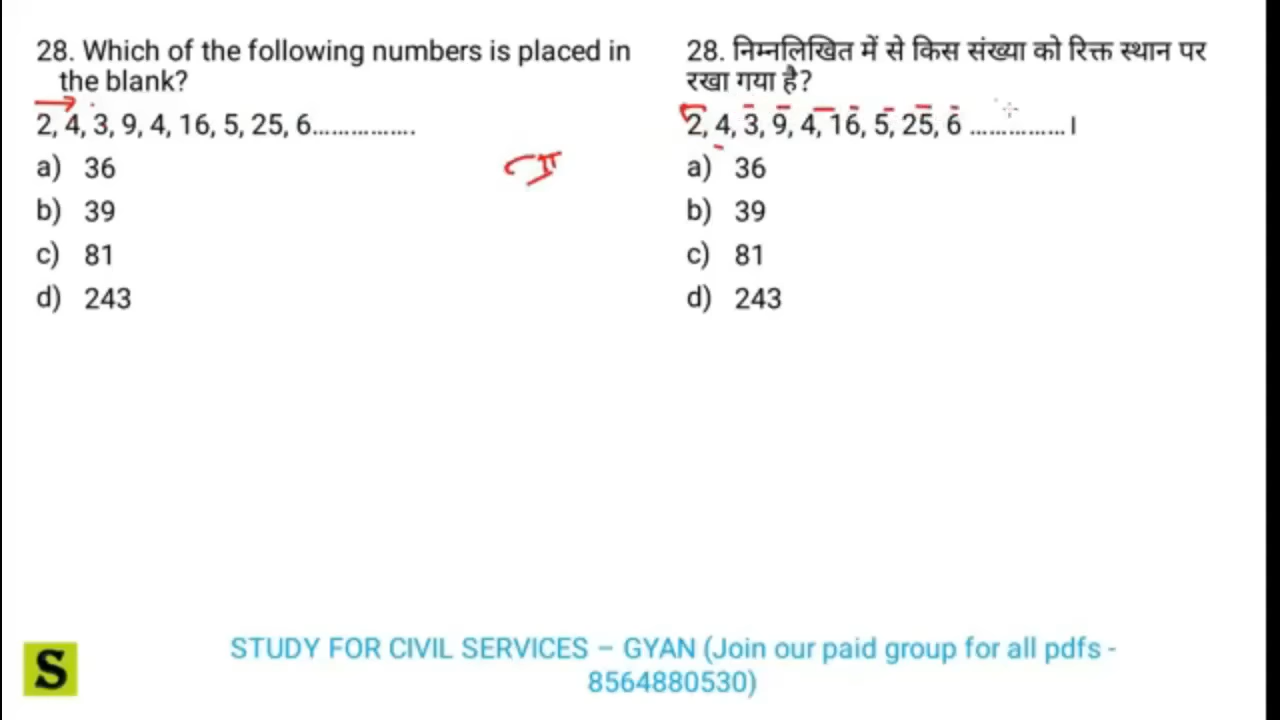 28. Which of the following numbers is placed in
the blank?
2, 4, 3, 9, 4, 16, 5, 25, 6...............
a) 36
b) 39
c) 81
d) 243
28. निम्नलिखित में से किस संख्या को रिक्त स्थान पर
रखा गया है?
2, 4, 3, 9, 4, 16, 5, 25, 6 ...............।
a) 36
b) 39
c) 81
d) 243
S
STUDY FOR CIVIL SERVICES – GYAN (Join our paid group for all pdfs -
8564880530)